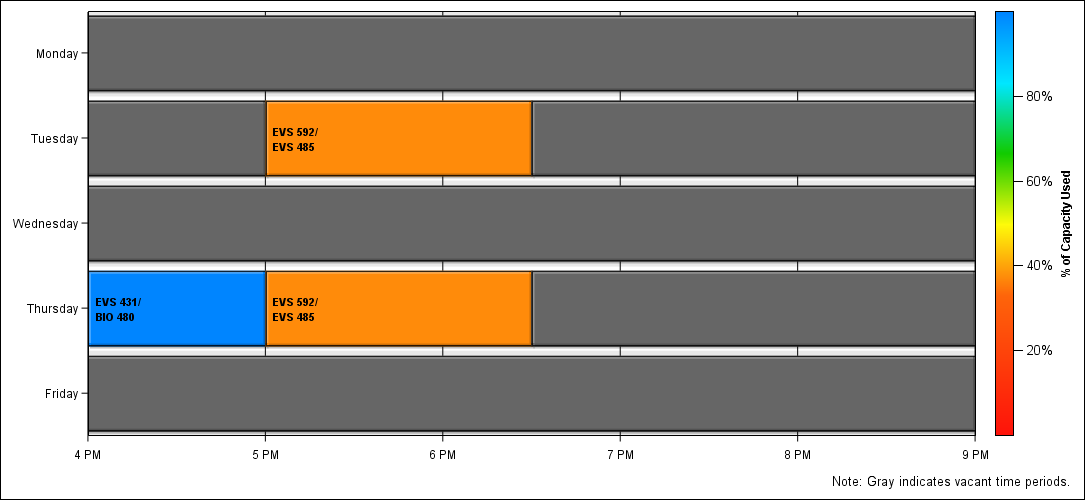 Monday
Tuesday
EVS 592/
EVS 485
Wednesday
Thursday
EVS 431/
BIO 480
EVS 592/
EVS 485
Friday
4 PM
5 PM
6 PM
7 PM
8 PM
9 PM
80%
60%
40%
20%
% of Capacity Used
Note: Gray indicates vacant time periods.